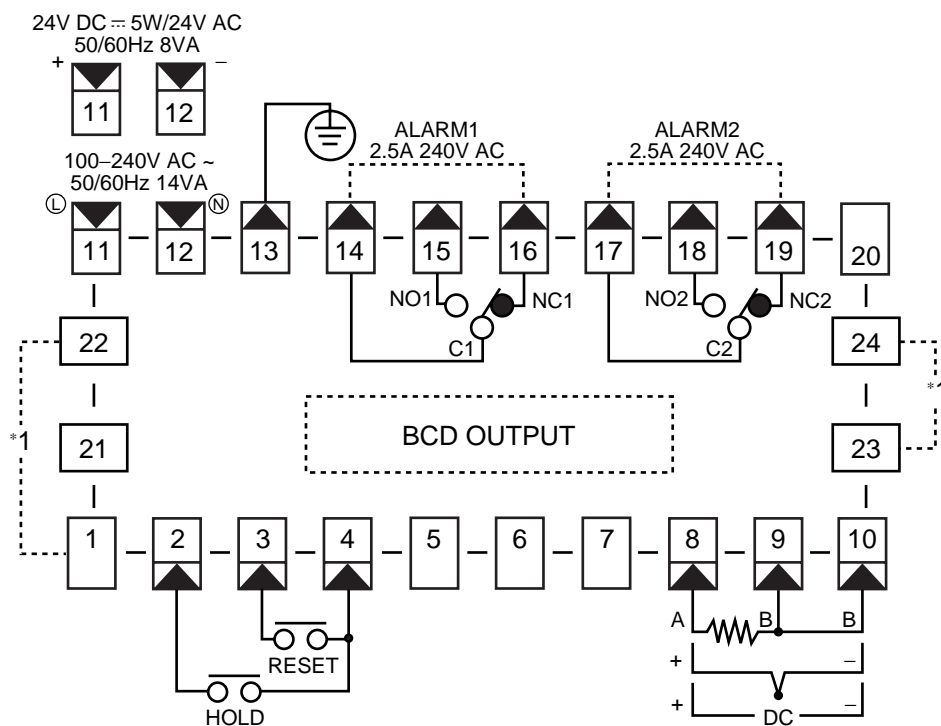 24V DC ⎓ 5W/24V AC
50/60Hz 8VA
+ −
11 12
100–240V AC ~
50/60Hz 14VA
Ⓛ Ⓝ
ALARM1
2.5A 240V AC
ALARM2
2.5A 240V AC
11 12 13 14 15 16 17 18 19 20
NO1 NC1 NO2 NC2
C1 C2
22 24
*1 *1
21 BCD OUTPUT 23
1 2 3 4 5 6 7 8 9 10
A B B
RESET
+ −
HOLD
+ DC −